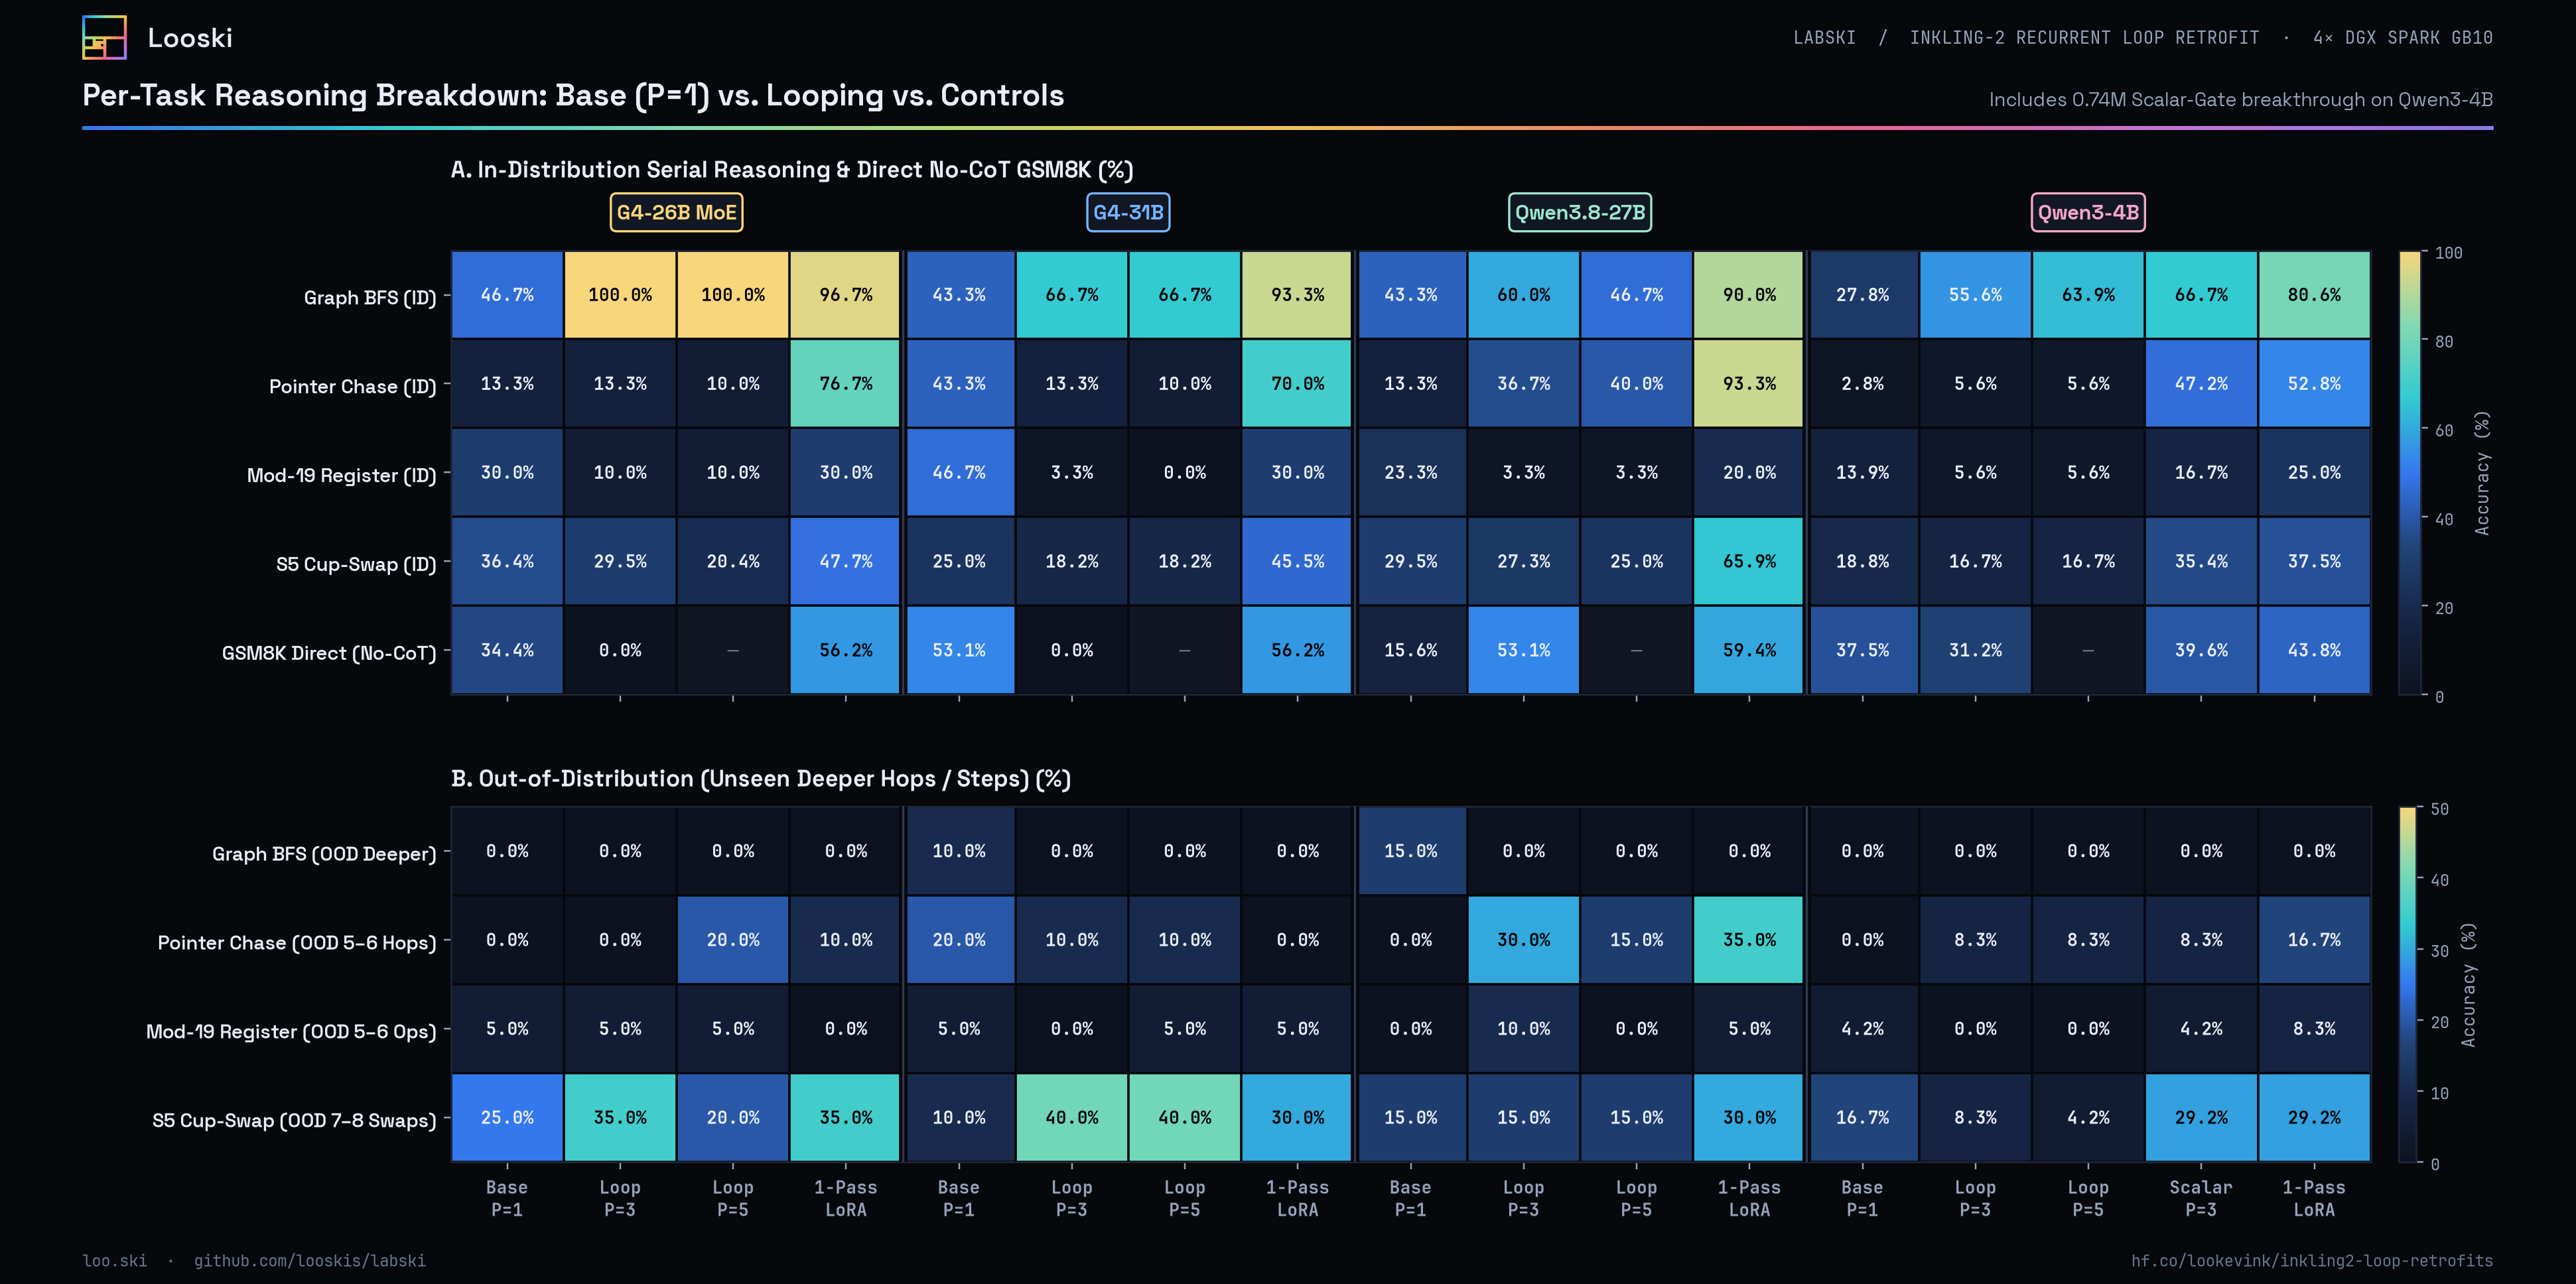 Looski
LABSKI / INKLING-2 RECURRENT LOOP RETROFIT · 4× DGX SPARK GB10
Per-Task Reasoning Breakdown: Base (P=1) vs. Looping vs. Controls
Includes 0.74M Scalar-Gate breakthrough on Qwen3-4B
A. In-Distribution Serial Reasoning & Direct No-CoT GSM8K (%)
G4-26B MoE G4-31B Qwen3.8-27B Qwen3-4B
Graph BFS (ID) 46.7% 100.0% 100.0% 96.7% 43.3% 66.7% 66.7% 93.3% 43.3% 60.0% 46.7% 90.0% 27.8% 55.6% 63.9% 66.7% 80.6%
Pointer Chase (ID) 13.3% 13.3% 10.0% 76.7% 43.3% 13.3% 10.0% 70.0% 13.3% 36.7% 40.0% 93.3% 2.8% 5.6% 5.6% 47.2% 52.8%
Mod-19 Register (ID) 30.0% 10.0% 10.0% 30.0% 46.7% 3.3% 0.0% 30.0% 23.3% 3.3% 3.3% 20.0% 13.9% 5.6% 5.6% 16.7% 25.0%
S5 Cup-Swap (ID) 36.4% 29.5% 20.4% 47.7% 25.0% 18.2% 18.2% 45.5% 29.5% 27.3% 25.0% 65.9% 18.8% 16.7% 16.7% 35.4% 37.5%
GSM8K Direct (No-CoT) 34.4% 0.0% — 56.2% 53.1% 0.0% — 56.2% 15.6% 53.1% — 59.4% 37.5% 31.2% — 39.6% 43.8%
100
80
60
40
20
0
Accuracy (%)
B. Out-of-Distribution (Unseen Deeper Hops / Steps) (%)
Graph BFS (OOD Deeper) 0.0% 0.0% 0.0% 0.0% 10.0% 0.0% 0.0% 0.0% 15.0% 0.0% 0.0% 0.0% 0.0% 0.0% 0.0% 0.0% 0.0%
Pointer Chase (OOD 5–6 Hops) 0.0% 0.0% 20.0% 10.0% 20.0% 10.0% 10.0% 0.0% 0.0% 30.0% 15.0% 35.0% 0.0% 8.3% 8.3% 8.3% 16.7%
Mod-19 Register (OOD 5–6 Ops) 5.0% 5.0% 5.0% 0.0% 5.0% 0.0% 5.0% 5.0% 0.0% 10.0% 0.0% 5.0% 4.2% 0.0% 0.0% 4.2% 8.3%
S5 Cup-Swap (OOD 7–8 Swaps) 25.0% 35.0% 20.0% 35.0% 10.0% 40.0% 40.0% 30.0% 15.0% 15.0% 15.0% 30.0% 16.7% 8.3% 4.2% 29.2% 29.2%
50
40
30
20
10
0
Accuracy (%)
Base Loop Loop 1-Pass Base Loop Loop 1-Pass Base Loop Loop 1-Pass Base Loop Loop Scalar 1-Pass
P=1 P=3 P=5 LoRA P=1 P=3 P=5 LoRA P=1 P=3 P=5 LoRA P=1 P=3 P=5 P=3 LoRA
loo.ski · github.com/looskis/labski
hf.co/lookevink/inkling2-loop-retrofits